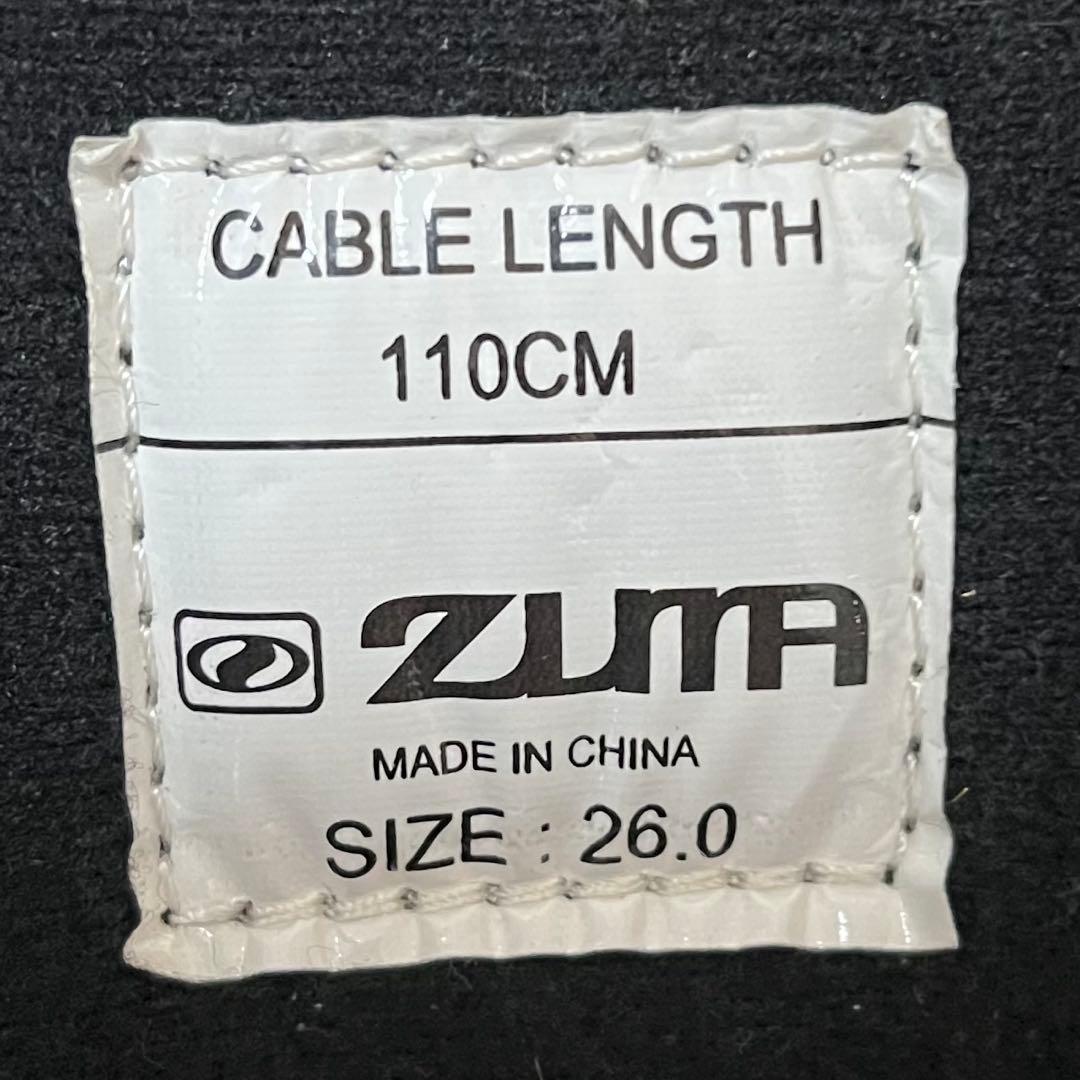 CABLE LENGTH
110CM
ZUMA
MADE IN CHINA
SIZE : 26.0